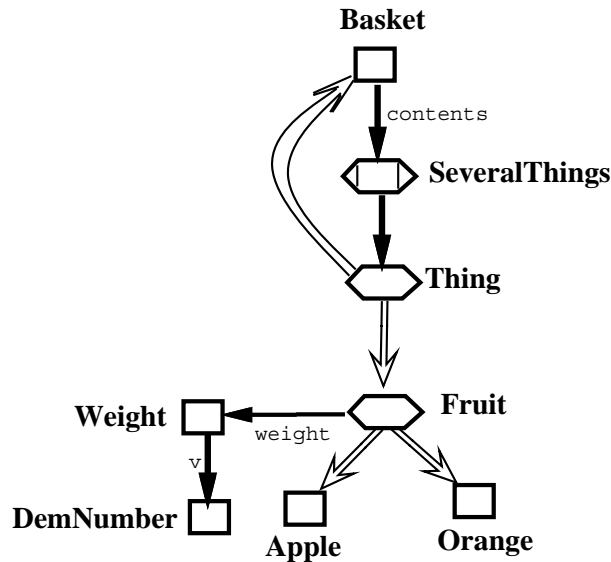 Basket
contents
SeveralThings
Thing
Fruit
Weight
weight
v
DemNumber
Apple
Orange